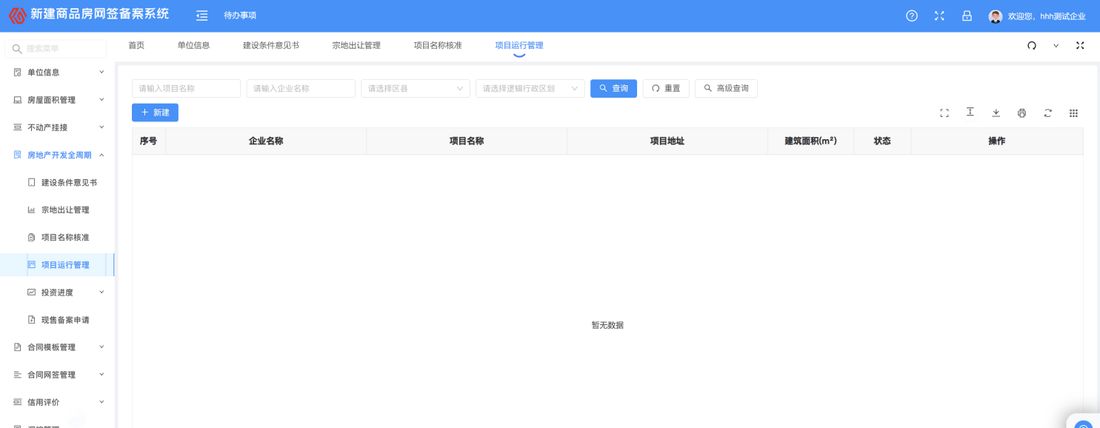 新建商品房网签备案系统
待办事项
欢迎您，hhh测试企业
搜索菜单
首页
单位信息
建设条件意见书
宗地出让管理
项目名称核准
项目运行管理
单位信息
房屋面积管理
不动产挂接
房地产开发全周期
建设条件意见书
宗地出让管理
项目名称核准
项目运行管理
投资进度
现售备案申请
合同模板管理
合同网签管理
信用评价
请输入项目名称
请输入企业名称
请选择区县
请选择逻辑行政区划
查询
重置
高级查询
新建
序号
企业名称
项目名称
项目地址
建筑面积(m²)
状态
操作
暂无数据